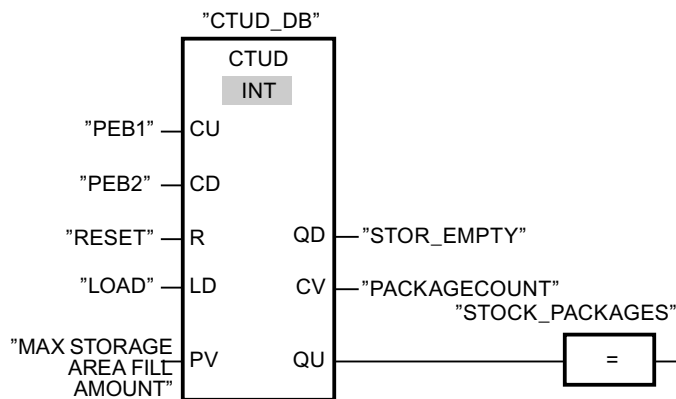 ”CTUD_DB”
CTUD
INT
”PEB1” CU
”PEB2” CD
”RESET” R QD ”STOR_EMPTY”
”LOAD” LD CV ”PACKAGECOUNT”
”STOCK_PACKAGES”
”MAX STORAGE
AREA FILL
AMOUNT” PV QU =